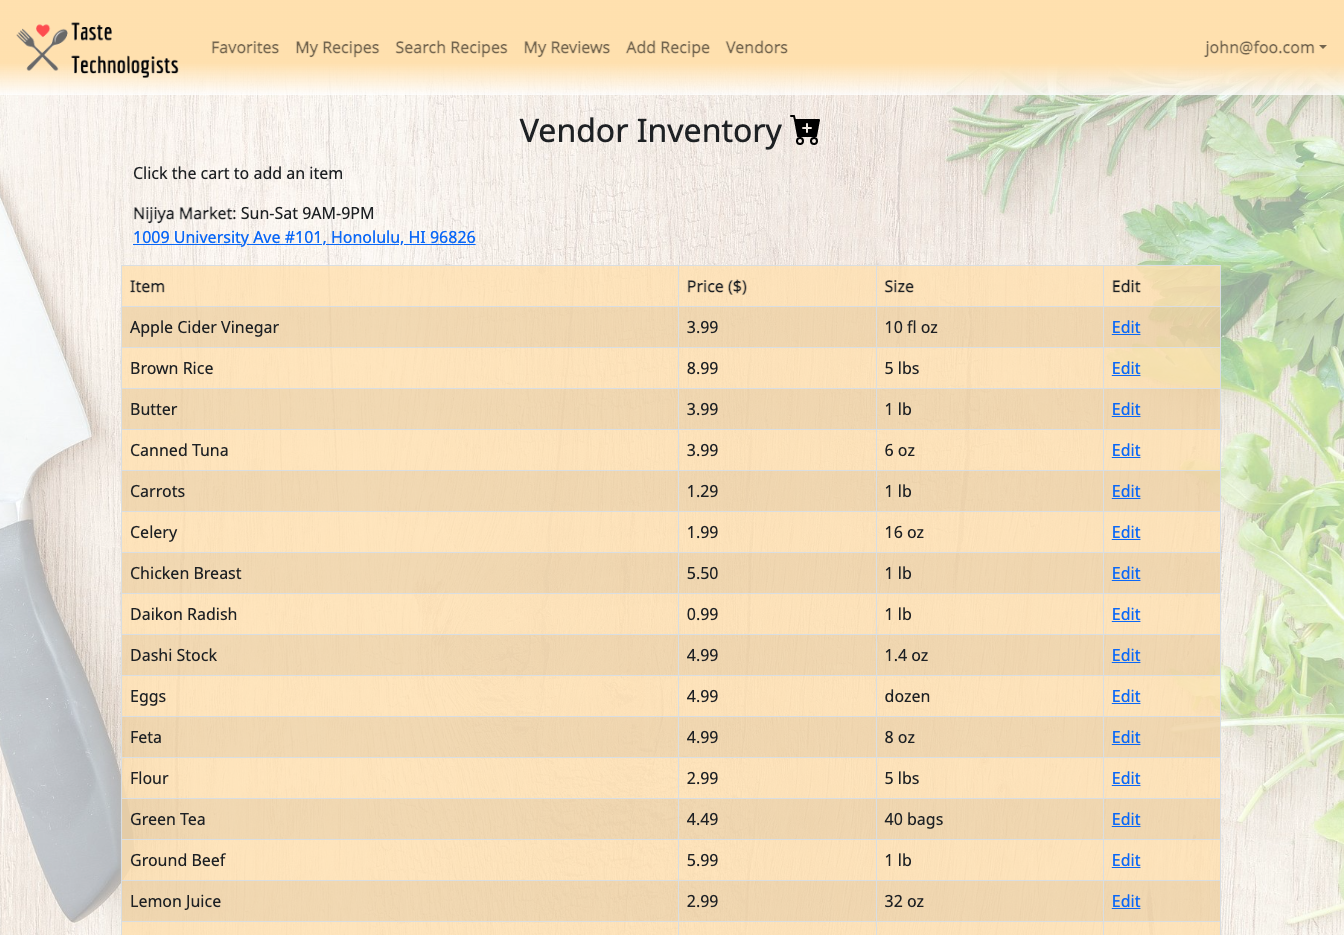 Taste
Technologists
Favorites My Recipes Search Recipes My Reviews Add Recipe Vendors john@foo.com
Vendor Inventory
Click the cart to add an item
Nijiya Market: Sun-Sat 9AM-9PM
1009 University Ave #101, Honolulu, HI 96826
Item Price ($) Size Edit
Apple Cider Vinegar 3.99 10 fl oz Edit
Brown Rice 8.99 5 lbs Edit
Butter 3.99 1 lb Edit
Canned Tuna 3.99 6 oz Edit
Carrots 1.29 1 lb Edit
Celery 1.99 16 oz Edit
Chicken Breast 5.50 1 lb Edit
Daikon Radish 0.99 1 lb Edit
Dashi Stock 4.99 1.4 oz Edit
Eggs 4.99 dozen Edit
Feta 4.99 8 oz Edit
Flour 2.99 5 lbs Edit
Green Tea 4.49 40 bags Edit
Ground Beef 5.99 1 lb Edit
Lemon Juice 2.99 32 oz Edit